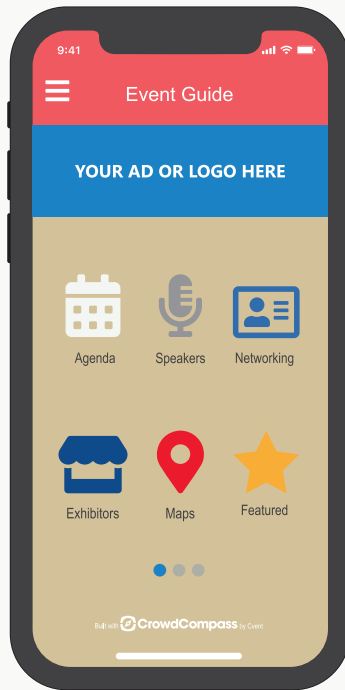 9:41
Event Guide
YOUR AD OR LOGO HERE
Agenda Speakers Networking
Exhibitors Maps Featured
Built with CrowdCompass by Cvent